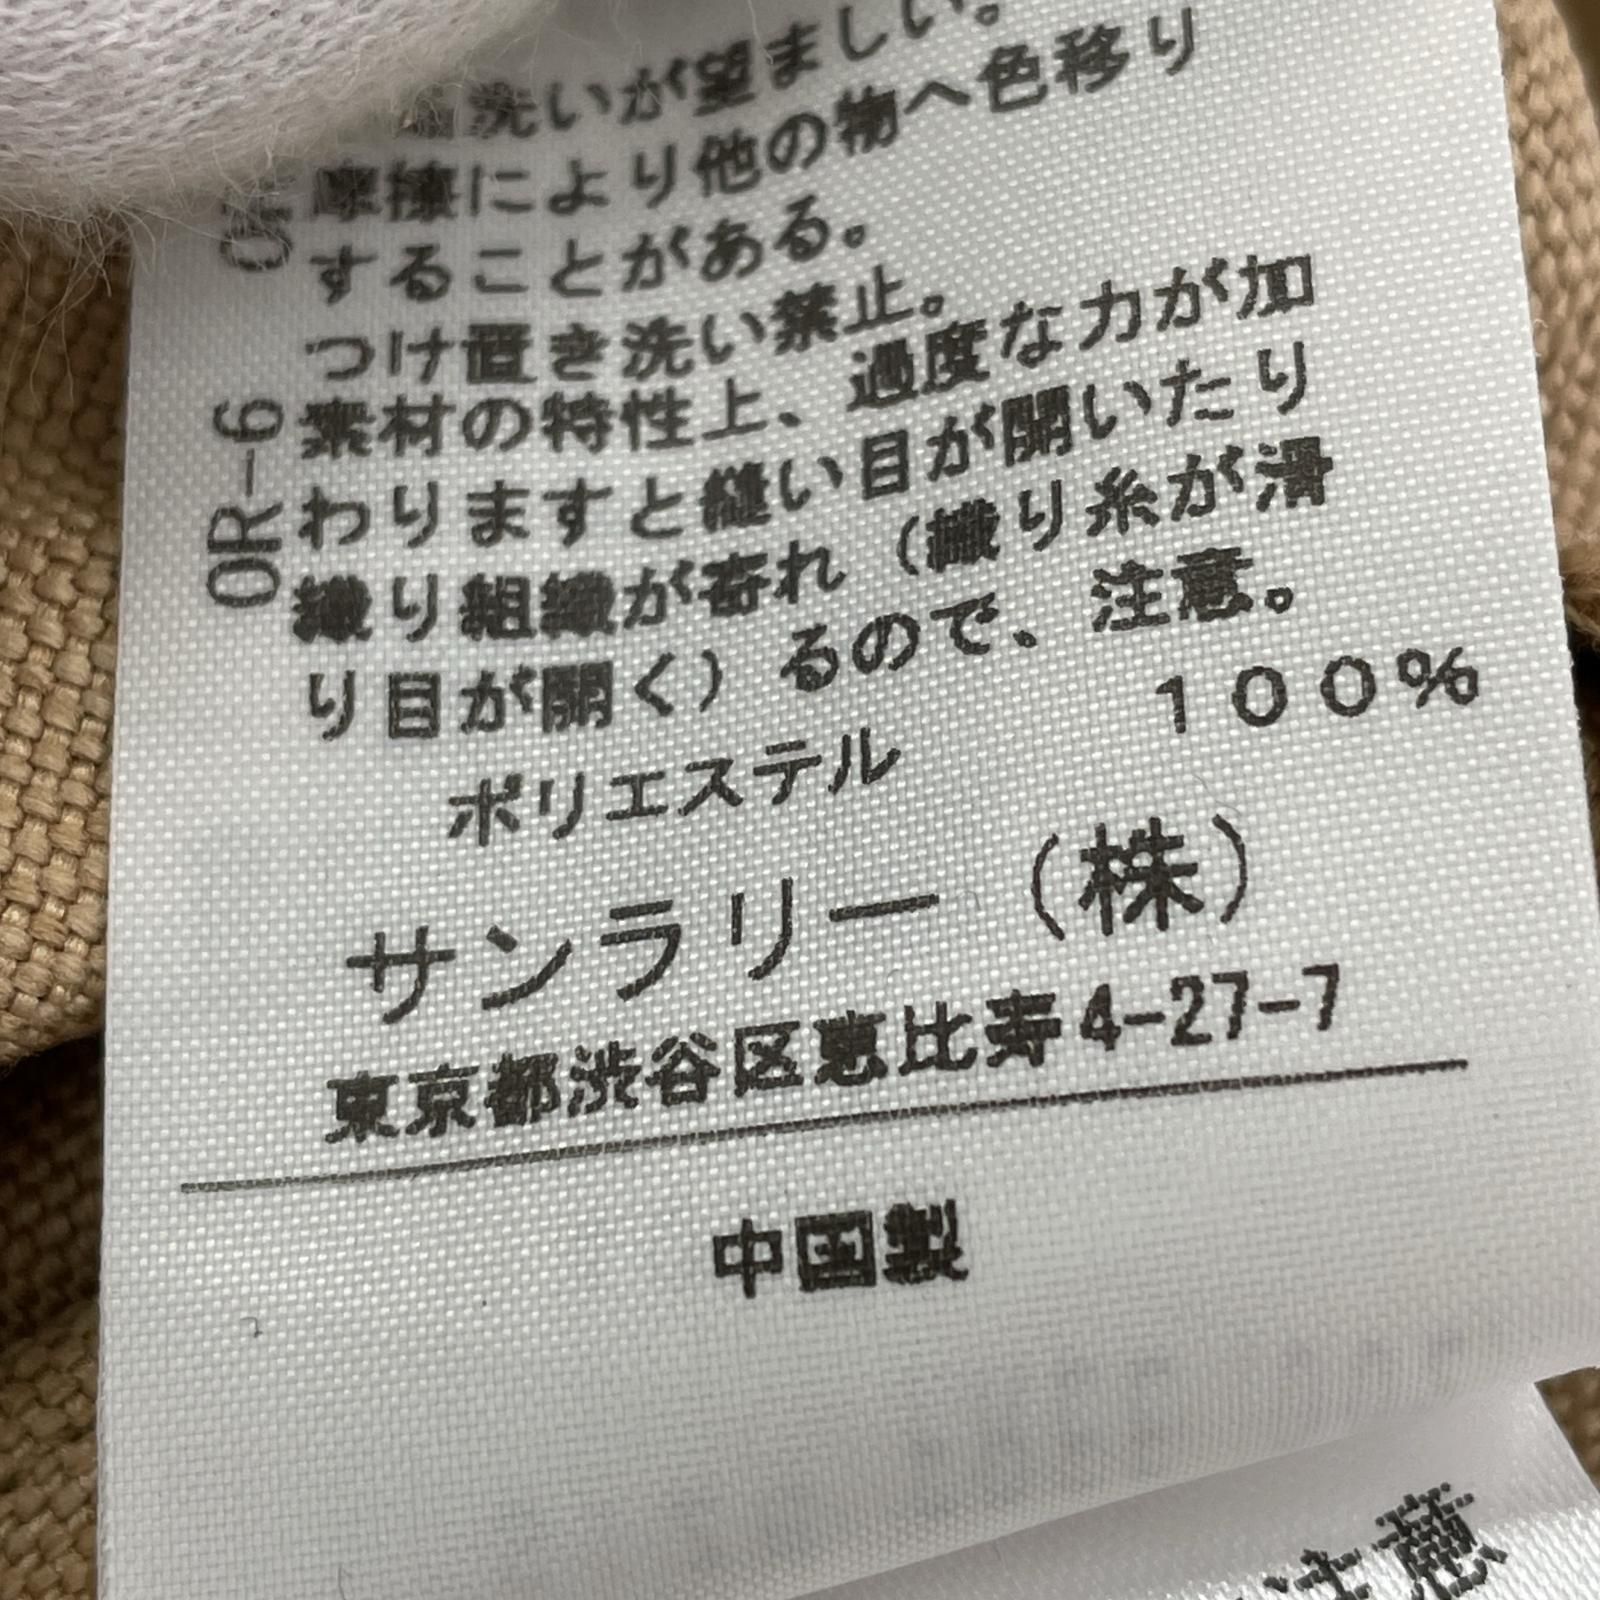 洗いが望ましい。
摩擦により他の物へ色移り
することがある。
つけ置き洗い禁止。
素材の特性上、過度な力が加
わりますと縫い目が開いたり
織り組織が寄れ（織り糸が滑
り目が開く）るので、注意。
OR-6
ポリエステル 100%
サンラリー（株）
東京都渋谷区恵比寿4-27-7
中国製
注意